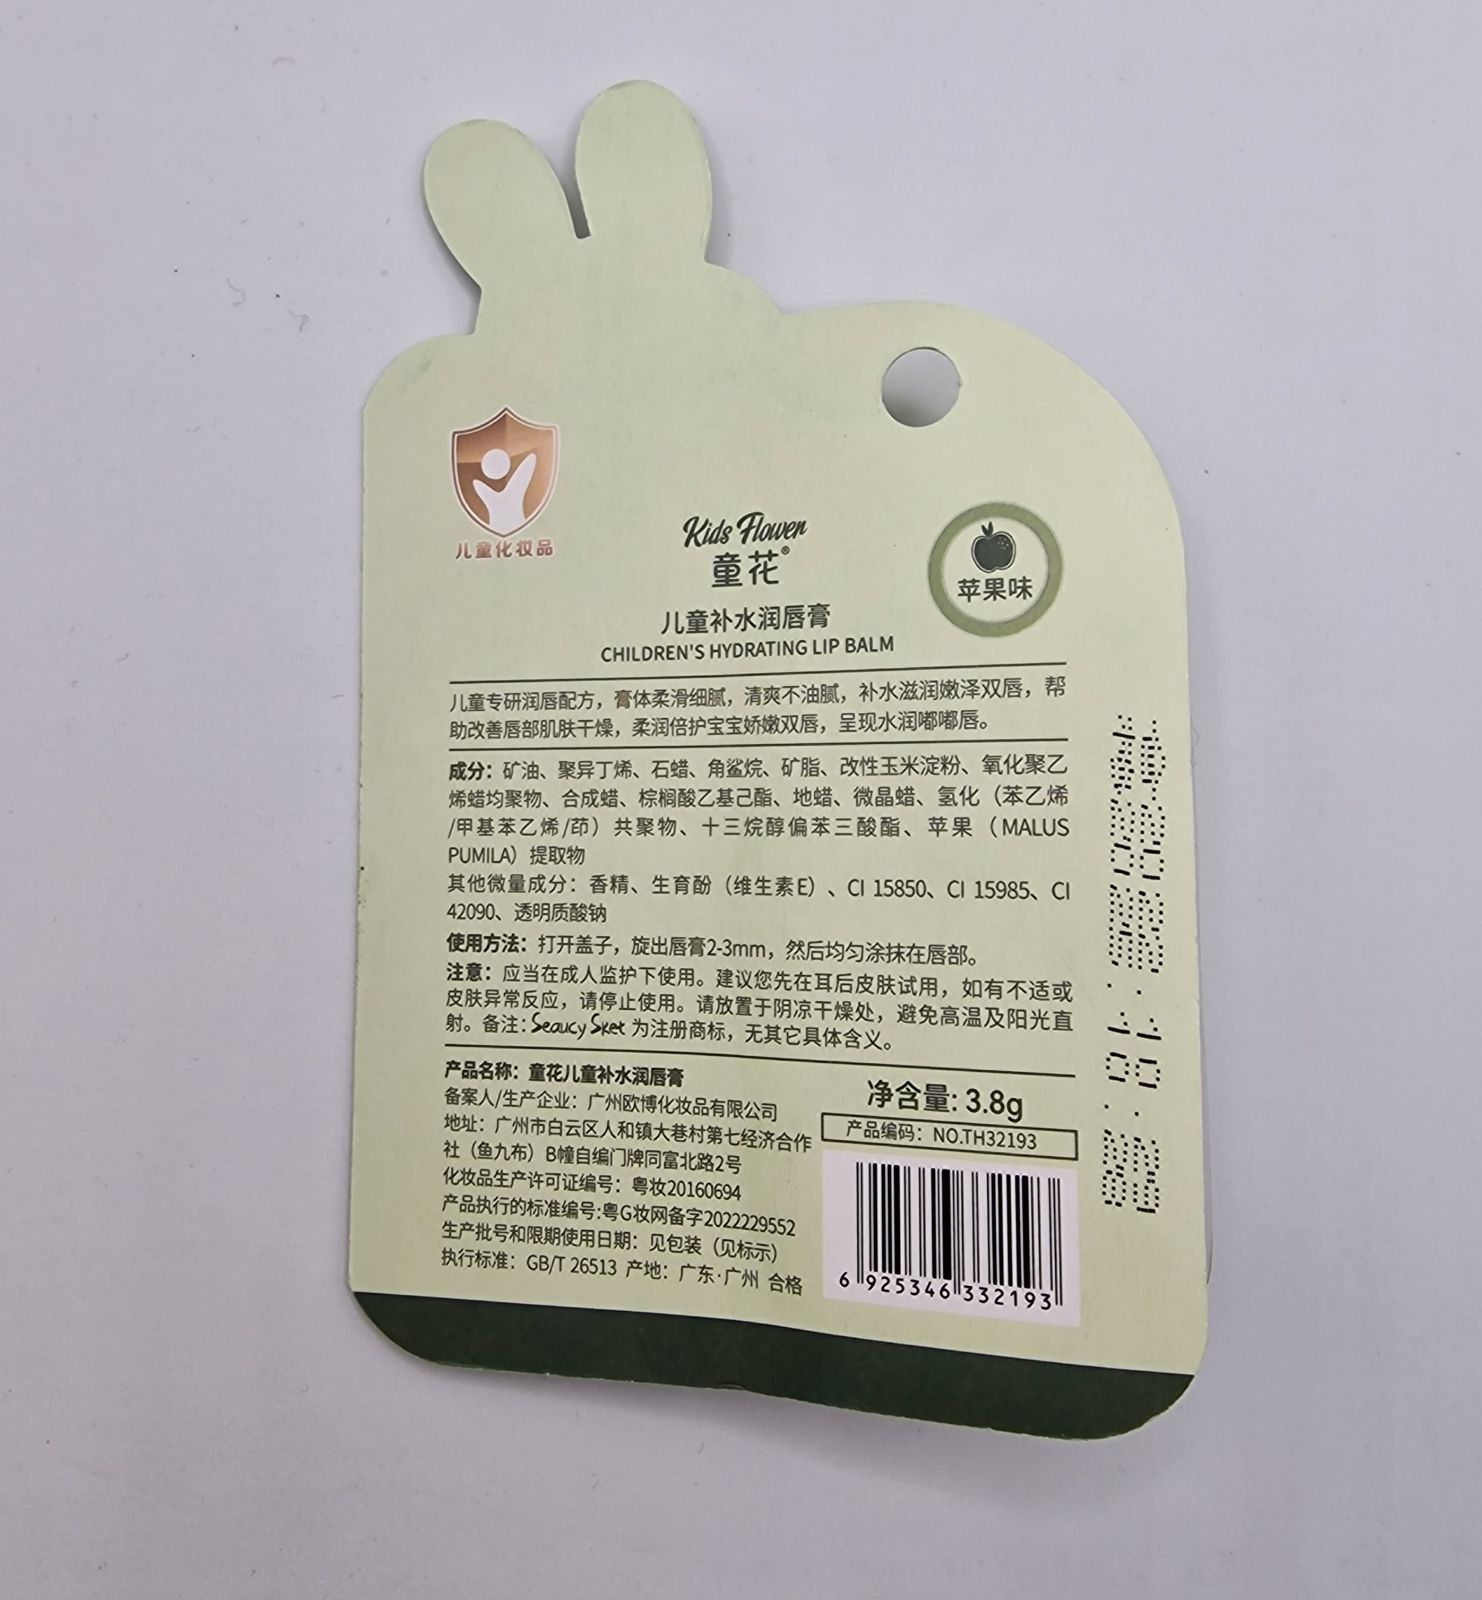 儿童化妆品
Kids Flower
童花®
苹果味
儿童补水润唇膏
CHILDREN'S HYDRATING LIP BALM
儿童专研润唇配方，膏体柔滑细腻，清爽不油腻，补水滋润嫩泽双唇，帮
助改善唇部肌肤干燥，柔润倍护宝宝娇嫩双唇，呈现水润嘟嘟唇。
成分：矿油、聚异丁烯、石蜡、角鲨烷、矿脂、改性玉米淀粉、氧化聚乙
烯蜡均聚物、合成蜡、棕榈酸乙基己酯、地蜡、微晶蜡、氢化（苯乙烯
/甲基苯乙烯/茚）共聚物、十三烷醇偏苯三酸酯、苹果（MALUS
PUMILA）提取物
其他微量成分：香精、生育酚（维生素E）、CI 15850、CI 15985、CI
42090、透明质酸钠
使用方法：打开盖子，旋出唇膏2-3mm，然后均匀涂抹在唇部。
注意：应当在成人监护下使用。建议您先在耳后皮肤试用，如有不适或
皮肤异常反应，请停止使用。请放置于阴凉干燥处，避免高温及阳光直
射。备注：Seaucy Sket 为注册商标，无其它具体含义。
产品名称：童花儿童补水润唇膏
备案人/生产企业：广州欧博化妆品有限公司
地址：广州市白云区人和镇大巷村第七经济合作
社（鱼九布）B幢自编门牌同富北路2号
化妆品生产许可证编号：粤妆20160694
产品执行的标准编号:粤G妆网备字2022229552
生产批号和限期使用日期：见包装（见标示）
执行标准：GB/T 26513 产地：广东·广州 合格
净含量: 3.8g
产品编码：NO.TH32193
6 925346 332193